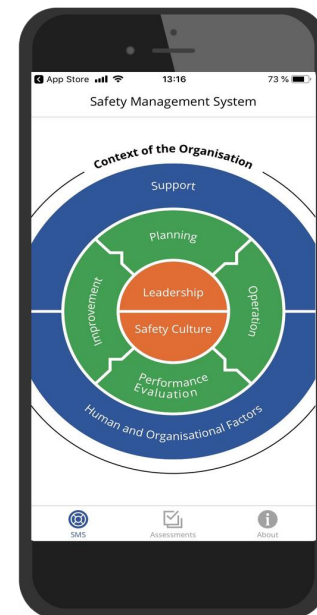 App Store
13:16
73 %
Safety Management System
Context of the Organisation
Support
Planning
Improvement
Leadership
Operation
Safety Culture
Performance
Evaluation
Human and Organisational Factors
SMS
Assessments
About